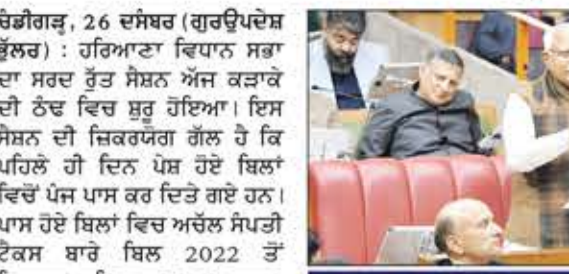 ਚੰਡੀਗੜ੍ਹ, 26 ਦਸੰਬਰ (ਗੁਰਉਪਦੇਸ਼
ਭੁੱਲਰ) : ਹਰਿਆਣਾ ਵਿਧਾਨ ਸਭਾ
ਦਾ ਸਰਦ ਰੁੱਤ ਸੈਸ਼ਨ ਅੱਜ ਕੜਾਕੇ
ਦੀ ਠੰਢ ਵਿਚ ਸ਼ੁਰੂ ਹੋਇਆ। ਇਸ
ਸੈਸ਼ਨ ਦੀ ਜ਼ਿਕਰਯੋਗ ਗੱਲ ਹੈ ਕਿ
ਪਹਿਲੇ ਹੀ ਦਿਨ ਪੇਸ਼ ਹੋਏ ਬਿਲਾਂ
ਵਿਚੋਂ ਪੰਜ ਪਾਸ ਕਰ ਦਿਤੇ ਗਏ ਹਨ।
ਪਾਸ ਹੋਏ ਬਿਲਾਂ ਵਿਚ ਅਚੱਲ ਸੰਪਤੀ
ਟੈਕਸ ਬਾਰੇ ਬਿਲ 2022 ਤੋਂ